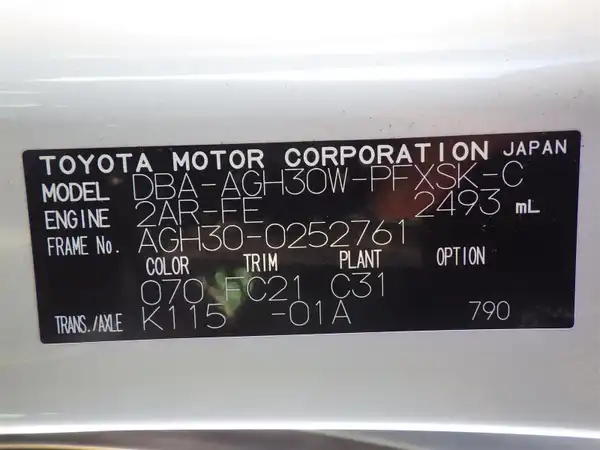 TOYOTA MOTOR CORPORATION JAPAN
MODEL DBA-AGH30W-PFXSK-C
ENGINE 2AR-FE 2493 mL
FRAME No. AGH30-0252761
COLOR TRIM PLANT OPTION
070 FC21 C31
TRANS./AXLE K115 -01A 790